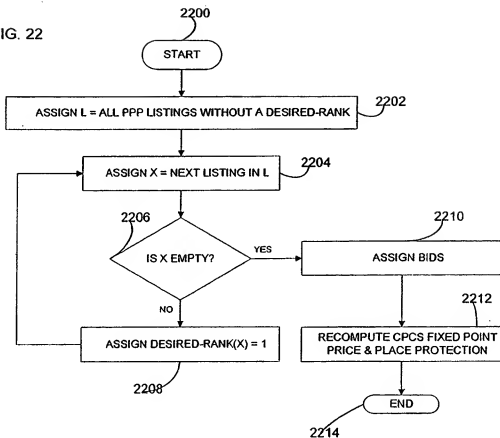 IG. 22
2200
START
ASSIGN L = ALL PPP LISTINGS WITHOUT A DESIRED-RANK
2202
ASSIGN X = NEXT LISTING IN L
2204
2206
IS X EMPTY?
YES
NO
2210
ASSIGN BIDS
2212
RECOMPUTE CPCS FIXED POINT
PRICE & PLACE PROTECTION
ASSIGN DESIRED-RANK(X) = 1
2208
END
2214